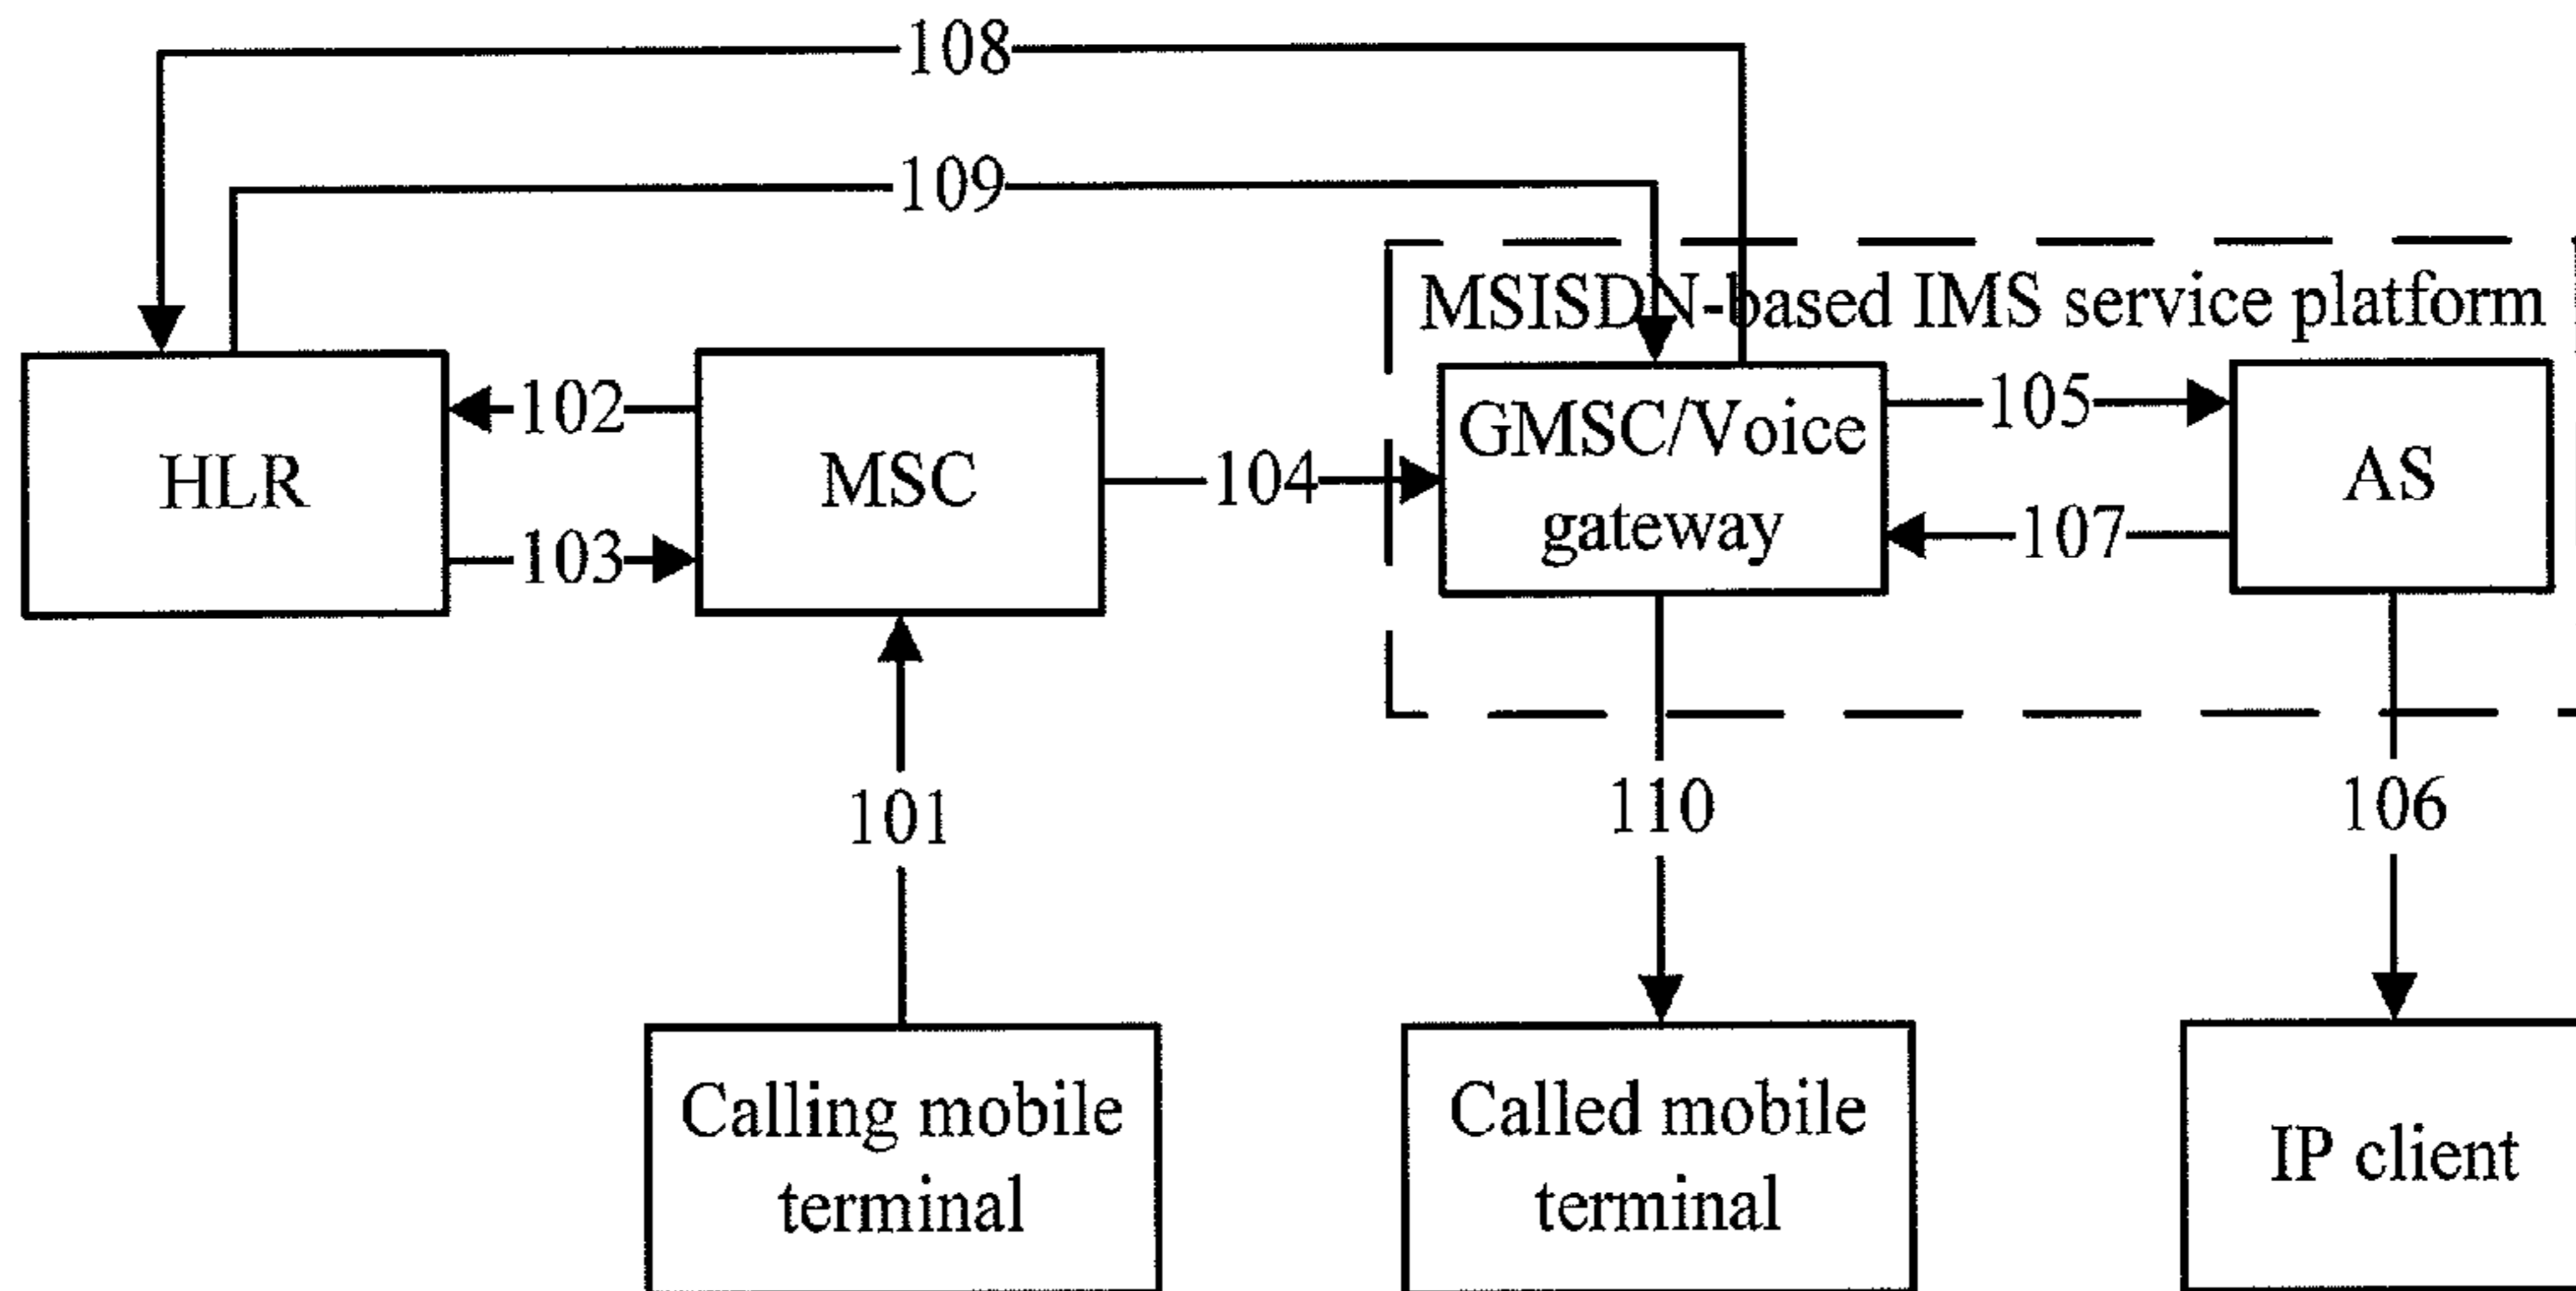 108
109
MSISDN-based IMS service platform
HLR
102
103
MSC
104
GMSC/Voice
gateway
105
107
AS
101
110
106
Calling mobile
terminal
Called mobile
terminal
IP client